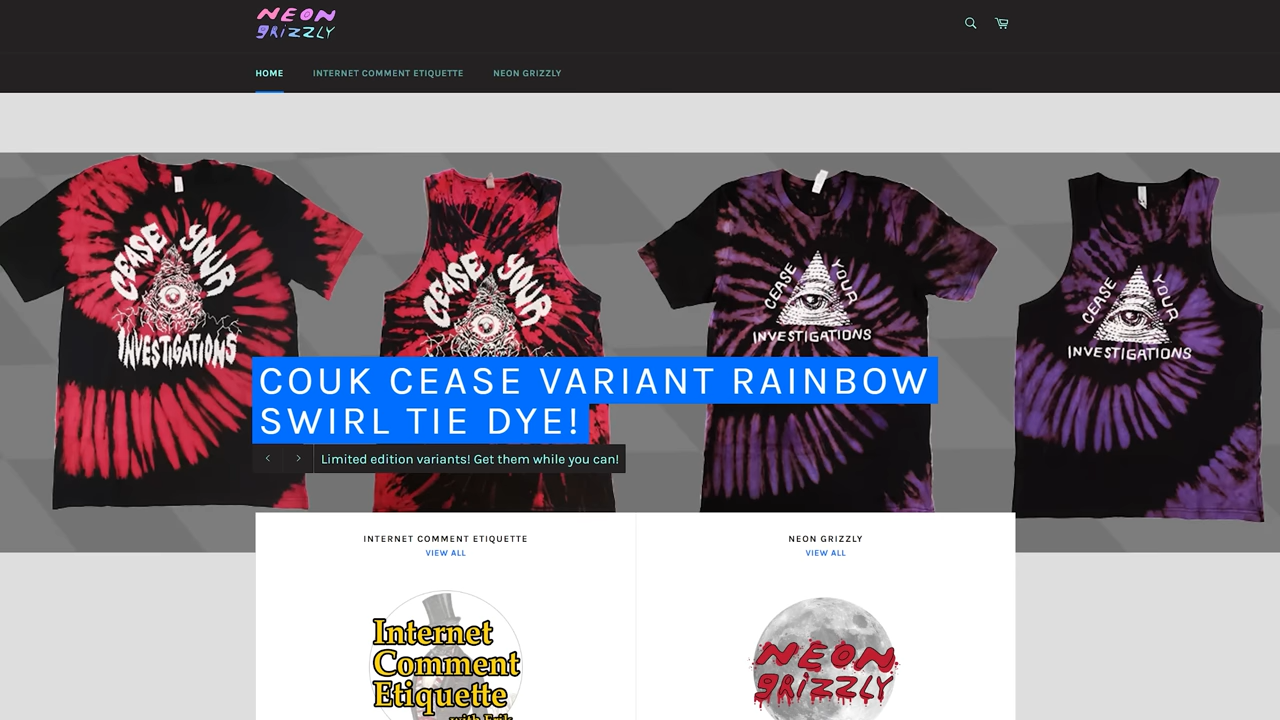 NEON
GRIZZLY
HOME
INTERNET COMMENT ETIQUETTE
NEON GRIZZLY
CEASE YOUR
INVESTIGATIONS
CEASE YOUR
CEASE YOUR
INVESTIGATIONS
CEASE YOUR
INVESTIGATIONS
COUK CEASE VARIANT RAINBOW
SWIRL TIE DYE!
Limited edition variants! Get them while you can!
INTERNET COMMENT ETIQUETTE
VIEW ALL
NEON GRIZZLY
VIEW ALL
Internet
Comment
Etiquette
with Erik
NEON
GRIZZLY